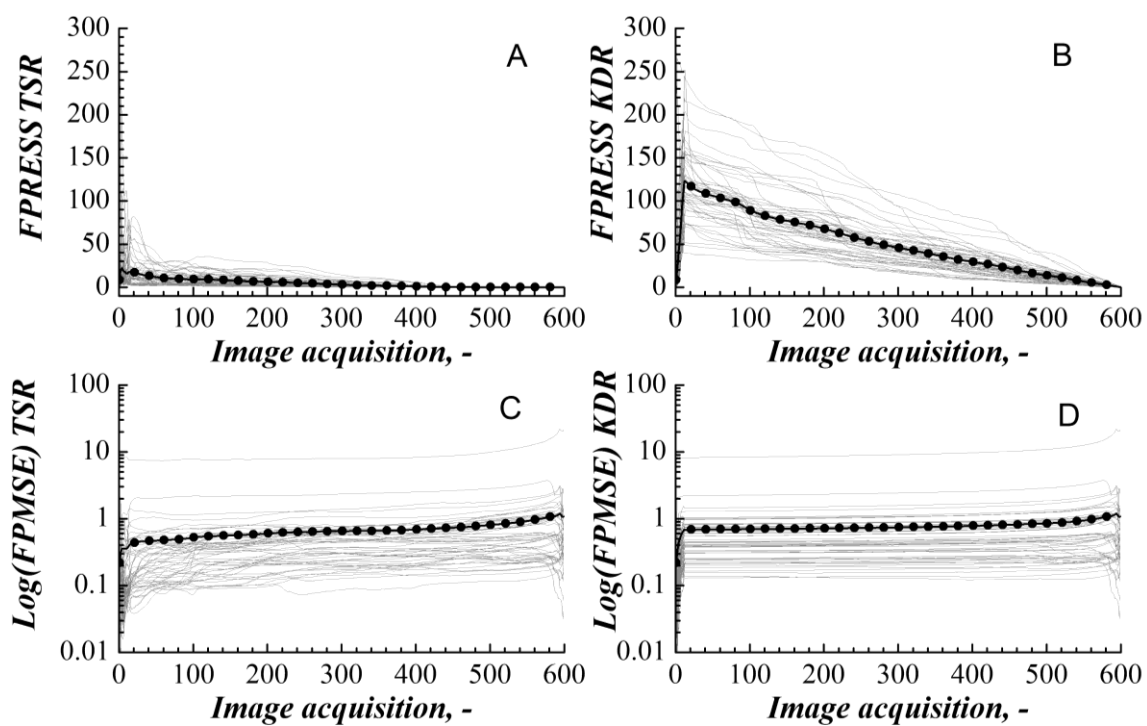 300
250
200
150
100
50
0
FPRESS TSR
A
0 100 200 300 400 500 600
Image acquisition, -
300
250
200
150
100
50
0
FPRESS KDR
B
0 100 200 300 400 500 600
Image acquisition, -
100
10
1
0.1
0.01
Log(FPMSE) TSR
C
0 100 200 300 400 500 600
Image acquisition, -
100
10
1
0.1
0.01
Log(FPMSE) KDR
D
0 100 200 300 400 500 600
Image acquisition, -